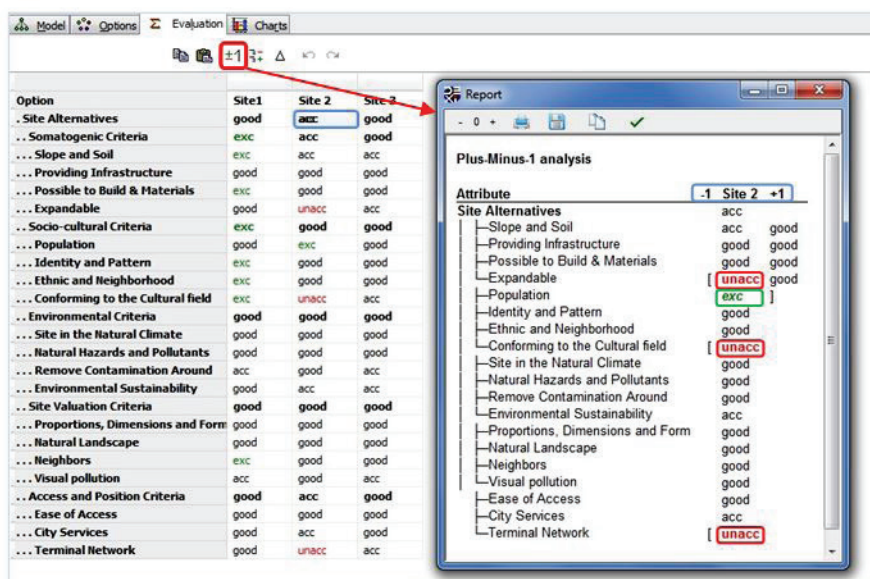 Model Options Σ Evaluation Charts
±1 Δ
Option Site1 Site 2 Site 3
. Site Alternatives good acc good
. . Somatogenic Criteria exc acc good
. . . Slope and Soil exc acc acc
. . . Providing Infrastructure good good good
. . . Possible to Build & Materials exc good good
. . . Expandable good unacc acc
. . Socio-cultural Criteria exc good good
. . . Population good exc good
. . . Identity and Pattern exc good good
. . . Ethnic and Neighborhood exc good good
. . . Conforming to the Cultural field exc unacc acc
. . Environmental Criteria good good good
. . . Site in the Natural Climate good good good
. . . Natural Hazards and Pollutants good good good
. . . Remove Contamination Around acc good acc
. . . Environmental Sustainability good acc acc
. . Site Valuation Criteria good good good
. . . Proportions, Dimensions and Form good good good
. . . Natural Landscape good good good
. . . Neighbors exc good good
. . . Visual pollution acc good acc
. . Access and Position Criteria good acc good
. . . Ease of Access good good good
. . . City Services good acc good
. . . Terminal Network good unacc acc
Report
- 0 +
Plus-Minus-1 analysis
Attribute -1 Site 2 +1
Site Alternatives acc
Slope and Soil acc good
Providing Infrastructure good good
Possible to Build & Materials good good
Expandable [ unacc good
Population exc ]
Identity and Pattern good
Ethnic and Neighborhood good
Conforming to the Cultural field [ unacc
Site in the Natural Climate good
Natural Hazards and Pollutants good
Remove Contamination Around good
Environmental Sustainability acc
Proportions, Dimensions and Form good
Natural Landscape good
Neighbors good
Visual pollution good
Ease of Access good
City Services acc
Terminal Network [ unacc